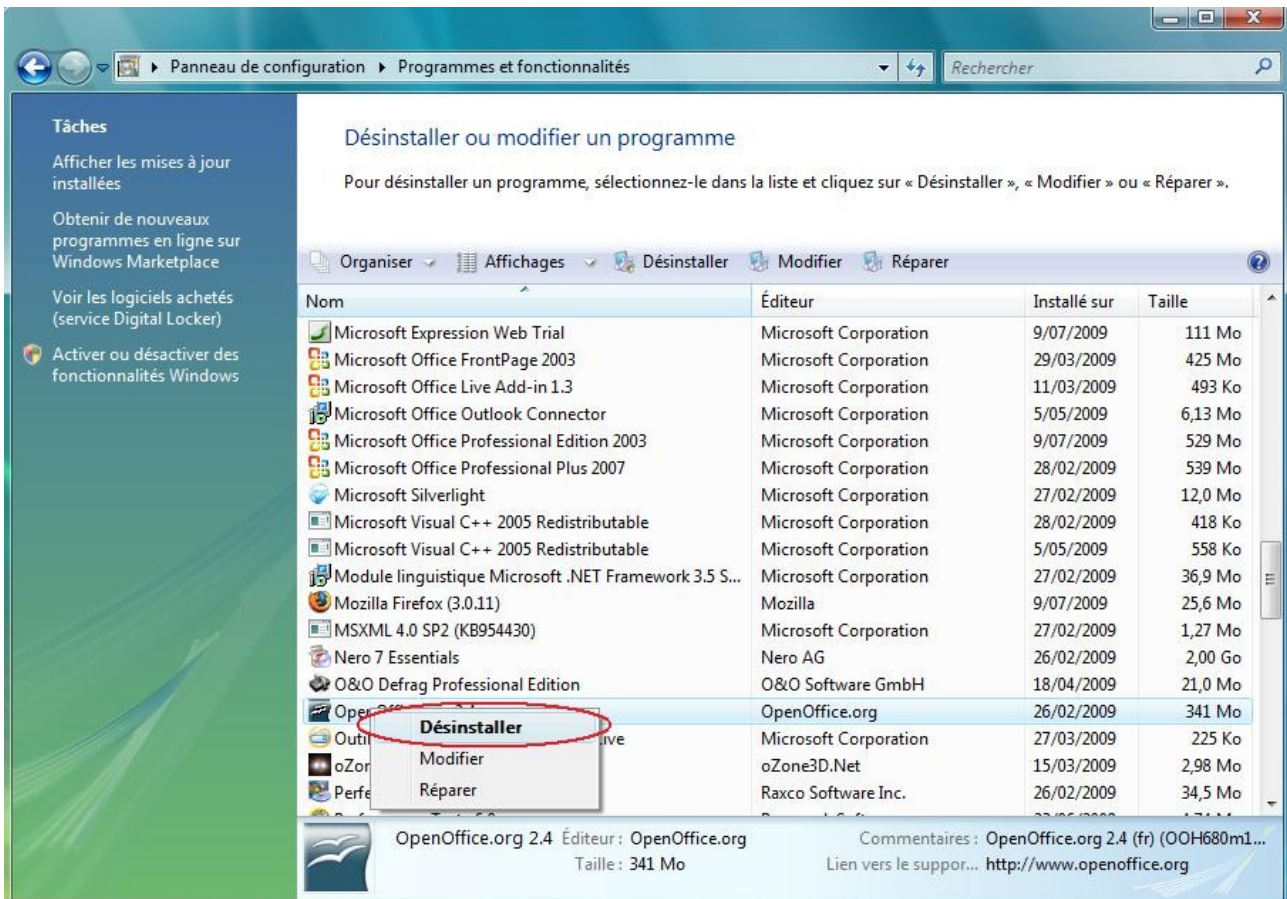 Panneau de configuration ▸ Programmes et fonctionnalités
Rechercher
Tâches
Afficher les mises à jour
installées
Obtenir de nouveaux
programmes en ligne sur
Windows Marketplace
Voir les logiciels achetés
(service Digital Locker)
Activer ou désactiver des
fonctionnalités Windows
Désinstaller ou modifier un programme
Pour désinstaller un programme, sélectionnez-le dans la liste et cliquez sur « Désinstaller », « Modifier » ou « Réparer ».
Organiser Affichages Désinstaller Modifier Réparer
Nom Éditeur Installé sur Taille
Microsoft Expression Web Trial Microsoft Corporation 9/07/2009 111 Mo
Microsoft Office FrontPage 2003 Microsoft Corporation 29/03/2009 425 Mo
Microsoft Office Live Add-in 1.3 Microsoft Corporation 11/03/2009 493 Ko
Microsoft Office Outlook Connector Microsoft Corporation 5/05/2009 6,13 Mo
Microsoft Office Professional Edition 2003 Microsoft Corporation 9/07/2009 529 Mo
Microsoft Office Professional Plus 2007 Microsoft Corporation 28/02/2009 539 Mo
Microsoft Silverlight Microsoft Corporation 27/02/2009 12,0 Mo
Microsoft Visual C++ 2005 Redistributable Microsoft Corporation 28/02/2009 418 Ko
Microsoft Visual C++ 2005 Redistributable Microsoft Corporation 5/05/2009 558 Ko
Module linguistique Microsoft .NET Framework 3.5 S... Microsoft Corporation 27/02/2009 36,9 Mo
Mozilla Firefox (3.0.11) Mozilla 9/07/2009 25,6 Mo
MSXML 4.0 SP2 (KB954430) Microsoft Corporation 27/02/2009 1,27 Mo
Nero 7 Essentials Nero AG 26/02/2009 2,00 Go
O&O Defrag Professional Edition O&O Software GmbH 18/04/2009 21,0 Mo
OpenOffice.org 26/02/2009 341 Mo
Désinstaller
Microsoft Corporation 27/03/2009 225 Ko
Modifier
oZone3D.Net 15/03/2009 2,98 Mo
Réparer
Raxco Software Inc. 26/02/2009 34,5 Mo
OpenOffice.org 2.4 Éditeur : OpenOffice.org Commentaires : OpenOffice.org 2.4 (fr) (OOH680m1...
Taille : 341 Mo Lien vers le suppor... http://www.openoffice.org